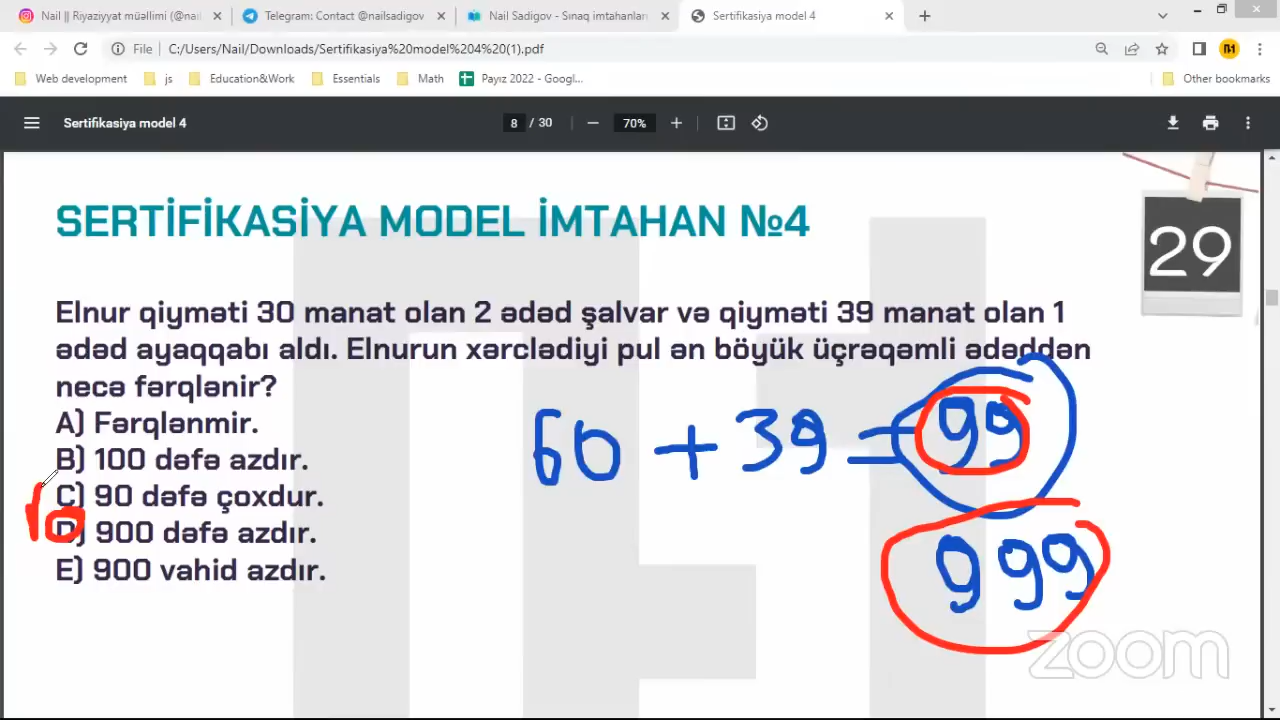 Nail || Riyaziyyat müəllimi (@nail
Telegram: Contact @nailsadigov
Nail Sadigov - Sınaq imtahanları
Sertifikasiya model 4
File
C:/Users/Nail/Downloads/Sertifikasiya%20model%204%20(1).pdf
Web development
js
Education&Work
Essentials
Math
Payız 2022 - Googl...
Other bookmarks
Sertifikasiya model 4
8 / 30
70%
SERTİFİKASİYA MODEL İMTAHAN №4
29
Elnur qiyməti 30 manat olan 2 ədəd şalvar və qiyməti 39 manat olan 1
ədəd ayaqqabı aldı. Elnurun xərclədiyi pul ən böyük üçrəqəmli ədəddən
necə fərqlənir?
A) Fərqlənmir.
B) 100 dəfə azdır.
C) 90 dəfə çoxdur.
D) 900 dəfə azdır.
E) 900 vahid azdır.
60 + 39 = 99
999
10
zoom